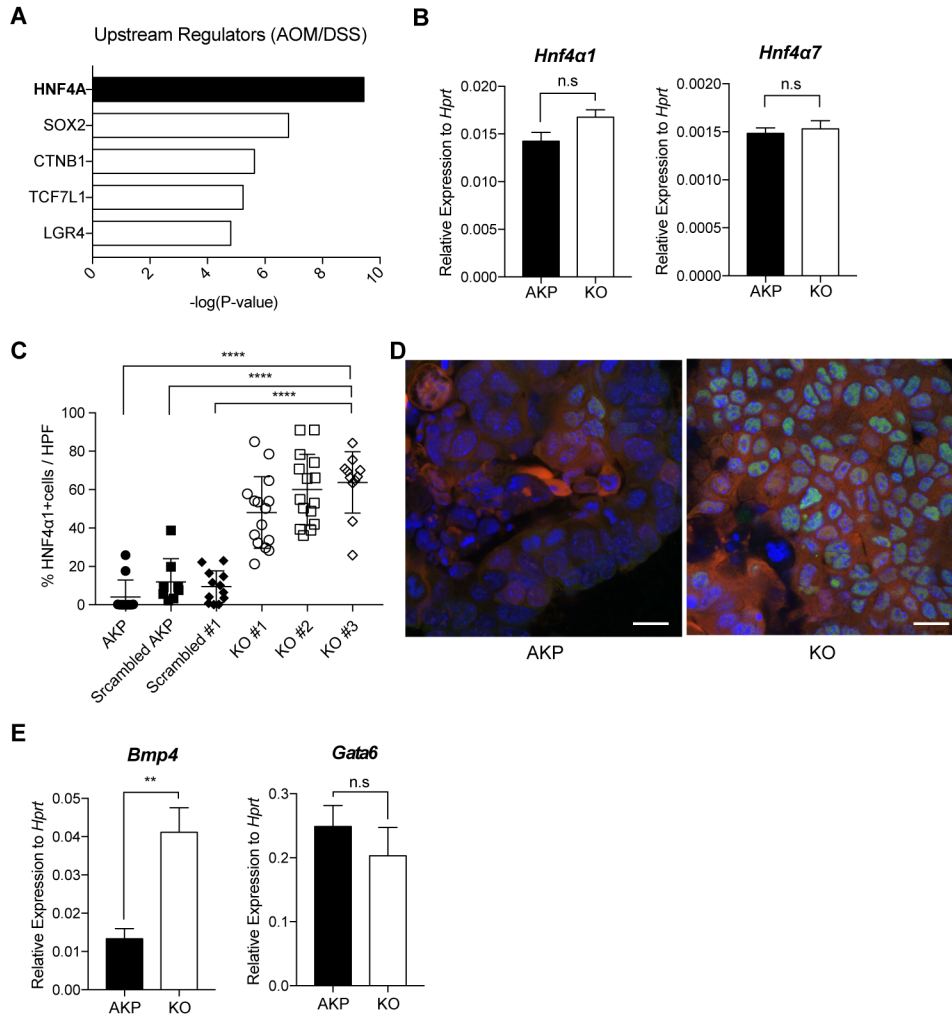 A
Upstream Regulators (AOM/DSS)
HNF4A
SOX2
CTNB1
TCF7L1
LGR4
0 2 4 6 8 10
-log(P-value)
B
Hnf4α1
n.s
Relative Expression to Hprt
0.020
0.015
0.010
0.005
0.000
AKP KO
Hnf4α7
n.s
Relative Expression to Hprt
0.0020
0.0015
0.0010
0.0005
0.0000
AKP KO
C
****
****
****
% HNF4α1+cells / HPF
100
80
60
40
20
0
AKP
Srcambled AKP
Scrambled #1
KO #1
KO #2
KO #3
D
AKP
KO
E
Bmp4
**
Relative Expression to Hprt
0.05
0.04
0.03
0.02
0.01
0.00
AKP KO
Gata6
n.s
Relative Expression to Hprt
0.3
0.2
0.1
0.0
AKP KO